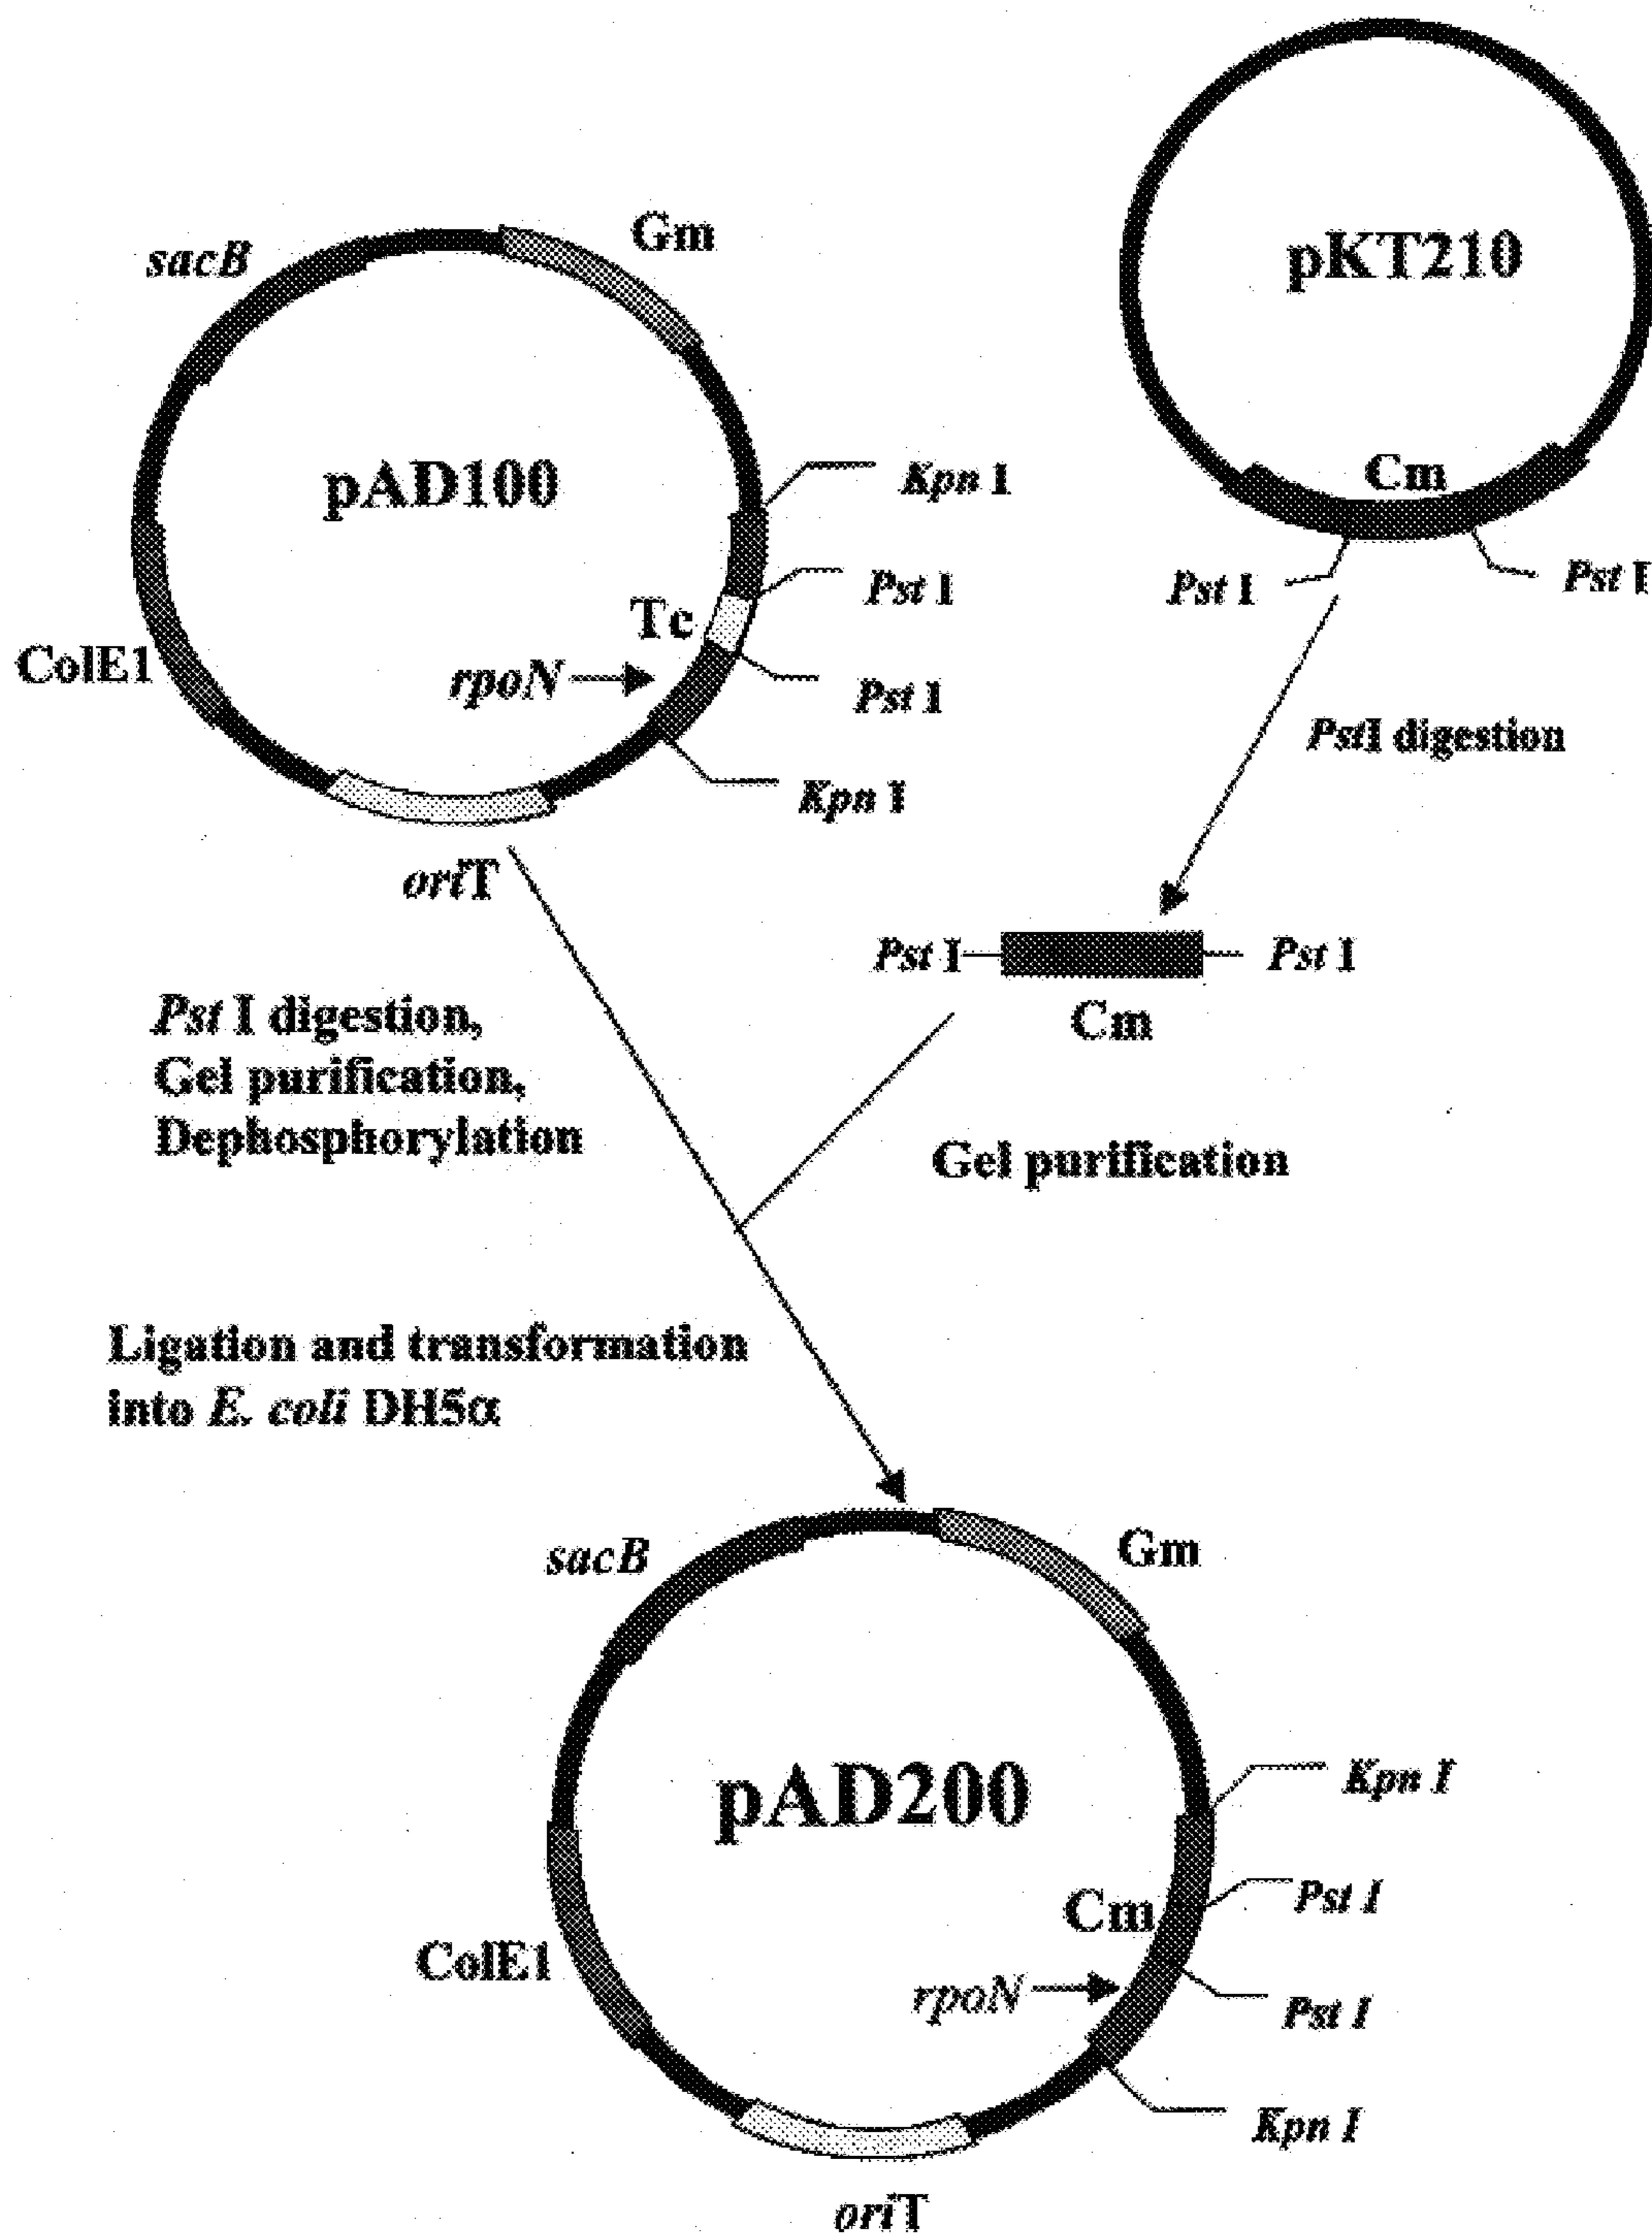 pKT210
Gm
sacB
Cm
pAD100
Kpn I
Pst I
Pst I
Pst I
Tc
ColE1
rpoN
Pst I
PstI digestion
Kpn I
oriT
Pst I
Pst I
Cm
Pst I digestion,
Gel purification,
Dephosphorylation
Gel purification
Ligation and transformation
into E. coli DH5α
sacB
Gm
pAD200
Kpn I
Pst I
Cm
ColE1
rpoN
Pst I
Kpn I
oriT